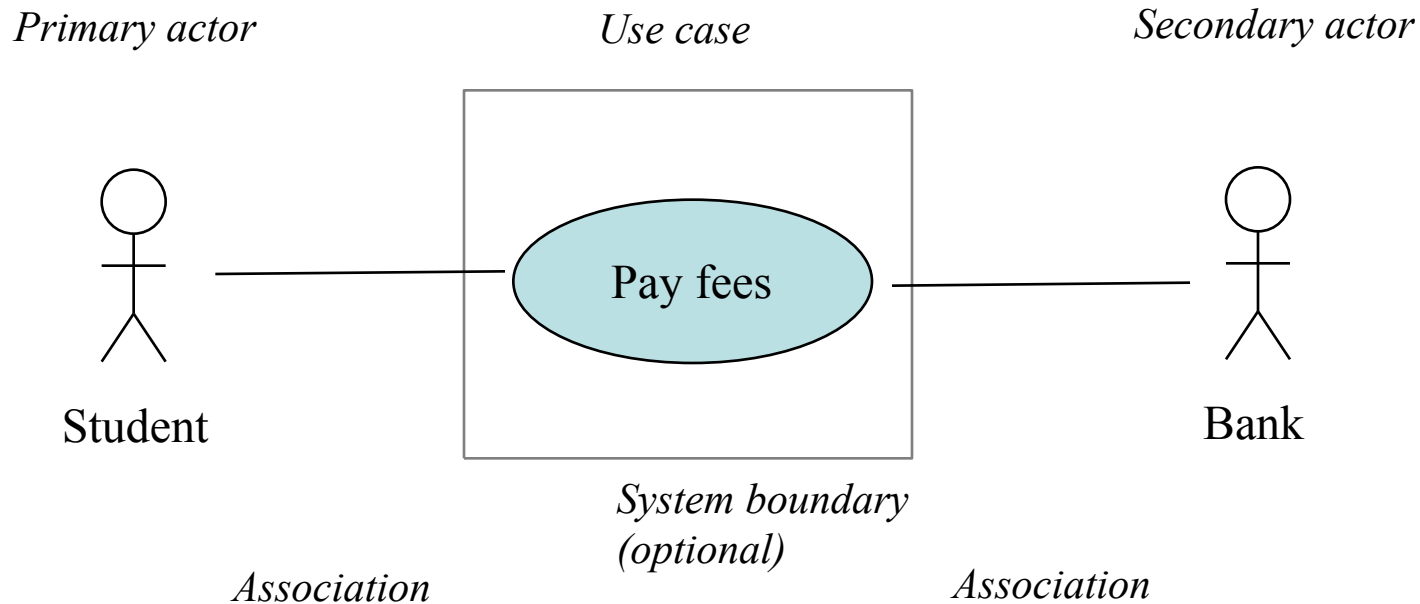 Primary actor
Use case
Secondary actor
Pay fees
Student
Bank
System boundary
(optional)
Association
Association